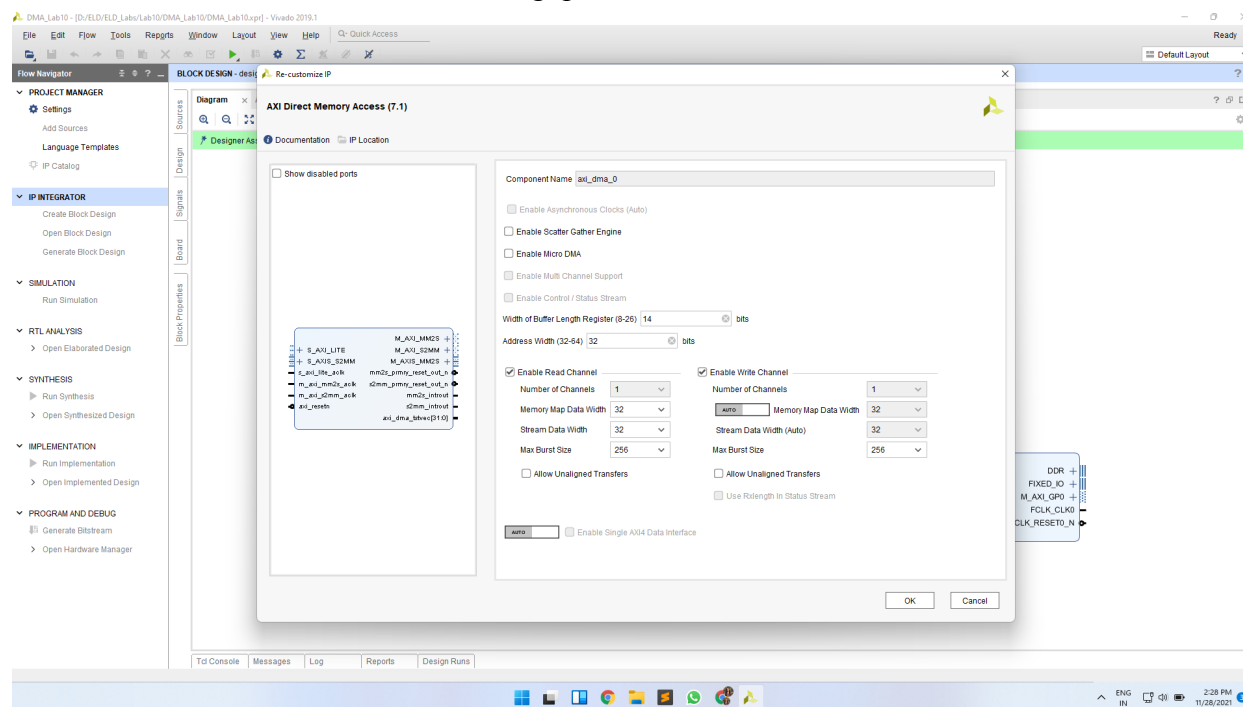 DMA_Lab10 - [D:/ELD/ELD_Labs/Lab10/DMA_Lab10/DMA_Lab10.xpr] - Vivado 2019.1
File Edit Flow Tools Reports Window Layout View Help Quick Access
Ready
Default Layout
Flow Navigator
BLOCK DESIGN - desig
PROJECT MANAGER
Settings
Add Sources
Language Templates
IP Catalog
IP INTEGRATOR
Create Block Design
Open Block Design
Generate Block Design
SIMULATION
Run Simulation
RTL ANALYSIS
Open Elaborated Design
SYNTHESIS
Run Synthesis
Open Synthesized Design
IMPLEMENTATION
Run Implementation
Open Implemented Design
PROGRAM AND DEBUG
Generate Bitstream
Open Hardware Manager
Sources
Design
Signals
Board
Block Properties
Diagram
Designer Ass
Re-customize IP
AXI Direct Memory Access (7.1)
Documentation IP Location
Show disabled ports
S_AXI_LITE
S_AXIS_S2MM
s_axi_lite_aclk
m_axi_mm2s_aclk
m_axi_s2mm_aclk
axi_resetn
M_AXI_MM2S
M_AXI_S2MM
M_AXIS_MM2S
mm2s_prmry_reset_out_n
s2mm_prmry_reset_out_n
mm2s_introut
s2mm_introut
axi_dma_tstvec[31:0]
Component Name axi_dma_0
Enable Asynchronous Clocks (Auto)
Enable Scatter Gather Engine
Enable Micro DMA
Enable Multi Channel Support
Enable Control / Status Stream
Width of Buffer Length Register (8-26) 14 bits
Address Width (32-64) 32 bits
Enable Read Channel
Number of Channels 1
Memory Map Data Width 32
Stream Data Width 32
Max Burst Size 256
Allow Unaligned Transfers
Enable Write Channel
Number of Channels 1
AUTO Memory Map Data Width 32
Stream Data Width (Auto) 32
Max Burst Size 256
Allow Unaligned Transfers
Use Rxlength In Status Stream
AUTO Enable Single AXI4 Data Interface
OK Cancel
DDR
FIXED_IO
M_AXI_GP0
FCLK_CLK0
CLK_RESET0_N
Tcl Console Messages Log Reports Design Runs
ENG
IN
2:28 PM
11/28/2021